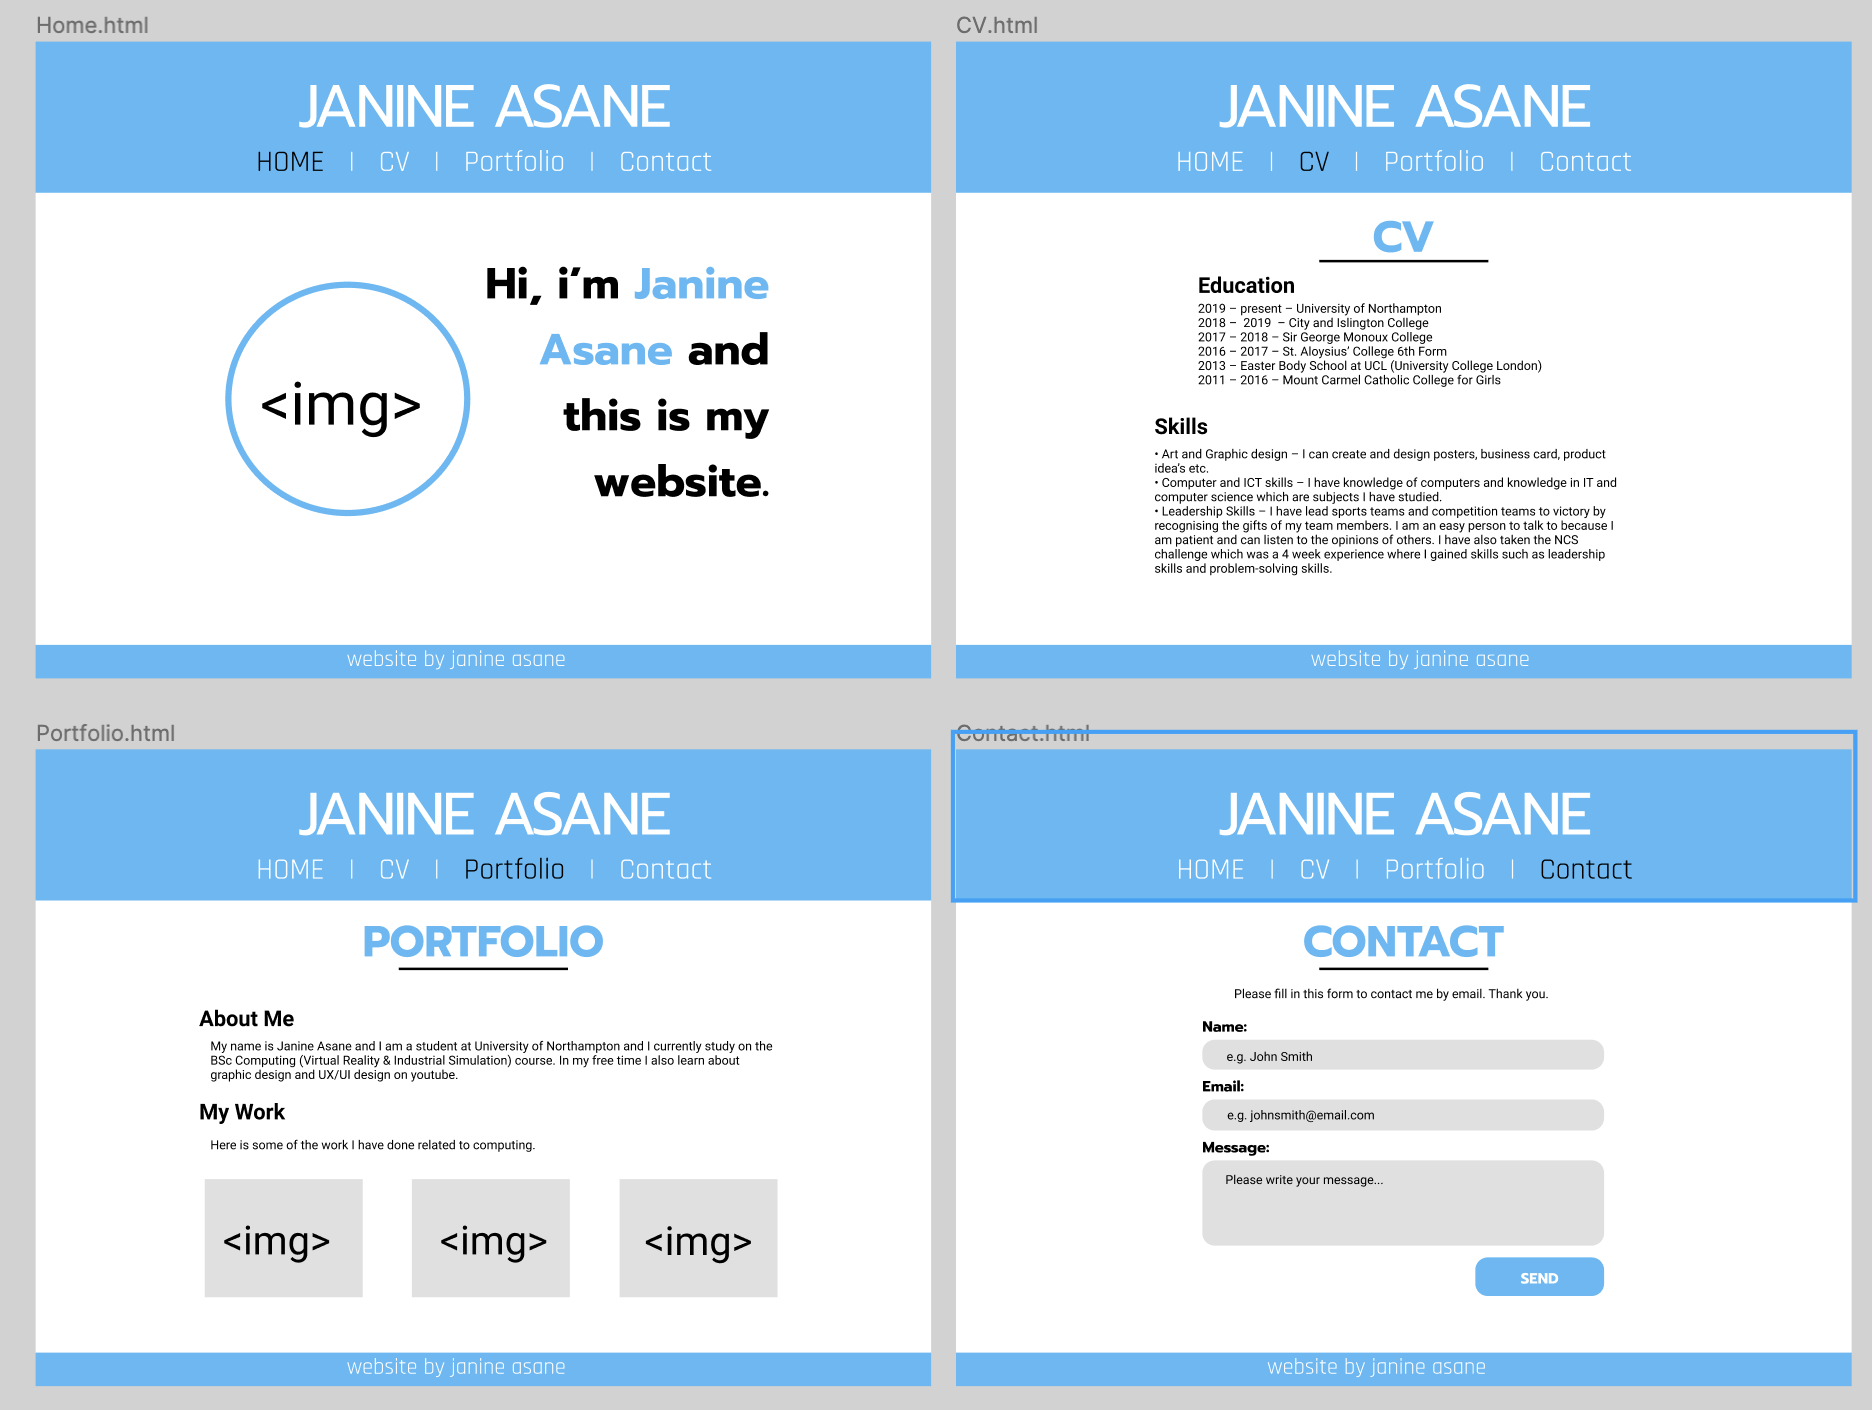 Home.html
JANINE ASANE
HOME | CV | Portfolio | Contact
<img>
Hi, i’m Janine
Asane and
this is my
website.
website by janine asane
CV.html
JANINE ASANE
HOME | CV | Portfolio | Contact
CV
Education
2019 – present – University of Northampton
2018 –  2019  – City and Islington College
2017 – 2018 – Sir George Monoux College
2016 – 2017 – St. Aloysius’ College 6th Form
2013 – Easter Body School at UCL (University College London)
2011 – 2016 – Mount Carmel Catholic College for Girls
Skills
• Art and Graphic design – I can create and design posters, business card, product
idea’s etc.
• Computer and ICT skills – I have knowledge of computers and knowledge in IT and
computer science which are subjects I have studied.
• Leadership Skills – I have lead sports teams and competition teams to victory by
recognising the gifts of my team members. I am an easy person to talk to because I
am patient and can listen to the opinions of others. I have also taken the NCS
challenge which was a 4 week experience where I gained skills such as leadership
skills and problem-solving skills.
website by janine asane
Portfolio.html
JANINE ASANE
HOME | CV | Portfolio | Contact
PORTFOLIO
About Me
My name is Janine Asane and I am a student at University of Northampton and I currently study on the
BSc Computing (Virtual Reality & Industrial Simulation) course. In my free time I also learn about
graphic design and UX/UI design on youtube.
My Work
Here is some of the work I have done related to computing.
<img> <img> <img>
website by janine asane
Contact.html
JANINE ASANE
HOME | CV | Portfolio | Contact
CONTACT
Please fill in this form to contact me by email. Thank you.
Name:
e.g. John Smith
Email:
e.g. johnsmith@email.com
Message:
Please write your message...
SEND
website by janine asane